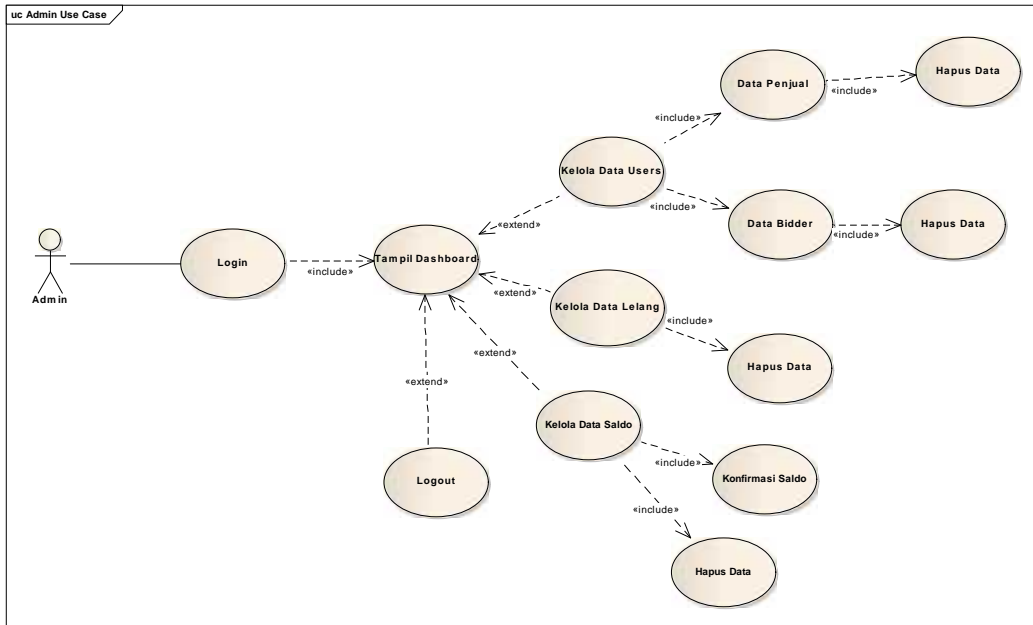 uc Admin Use Case
Data Penjual
«include»
Hapus Data
«include»
Kelola Data Users
«include»
Data Bidder
«include»
Hapus Data
«extend»
Admin
Login
«include»
Tampil Dashboard
«extend»
Kelola Data Lelang
«include»
Hapus Data
«extend»
«extend»
Kelola Data Saldo
«include»
Konfirmasi Saldo
Logout
«include»
Hapus Data